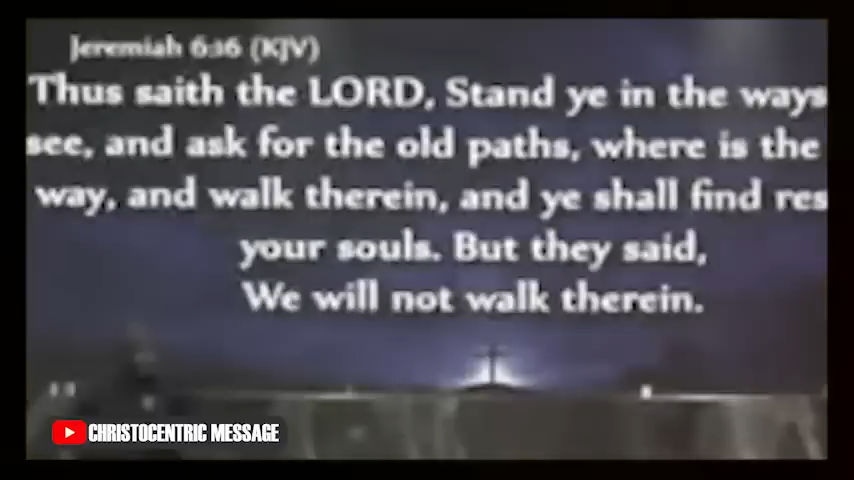 Jeremiah 6:16 (KJV)
Thus saith the LORD, Stand ye in the ways
see, and ask for the old paths, where is the
way, and walk therein, and ye shall find res
your souls. But they said,
We will not walk therein.
CHRISTOCENTRIC MESSAGE